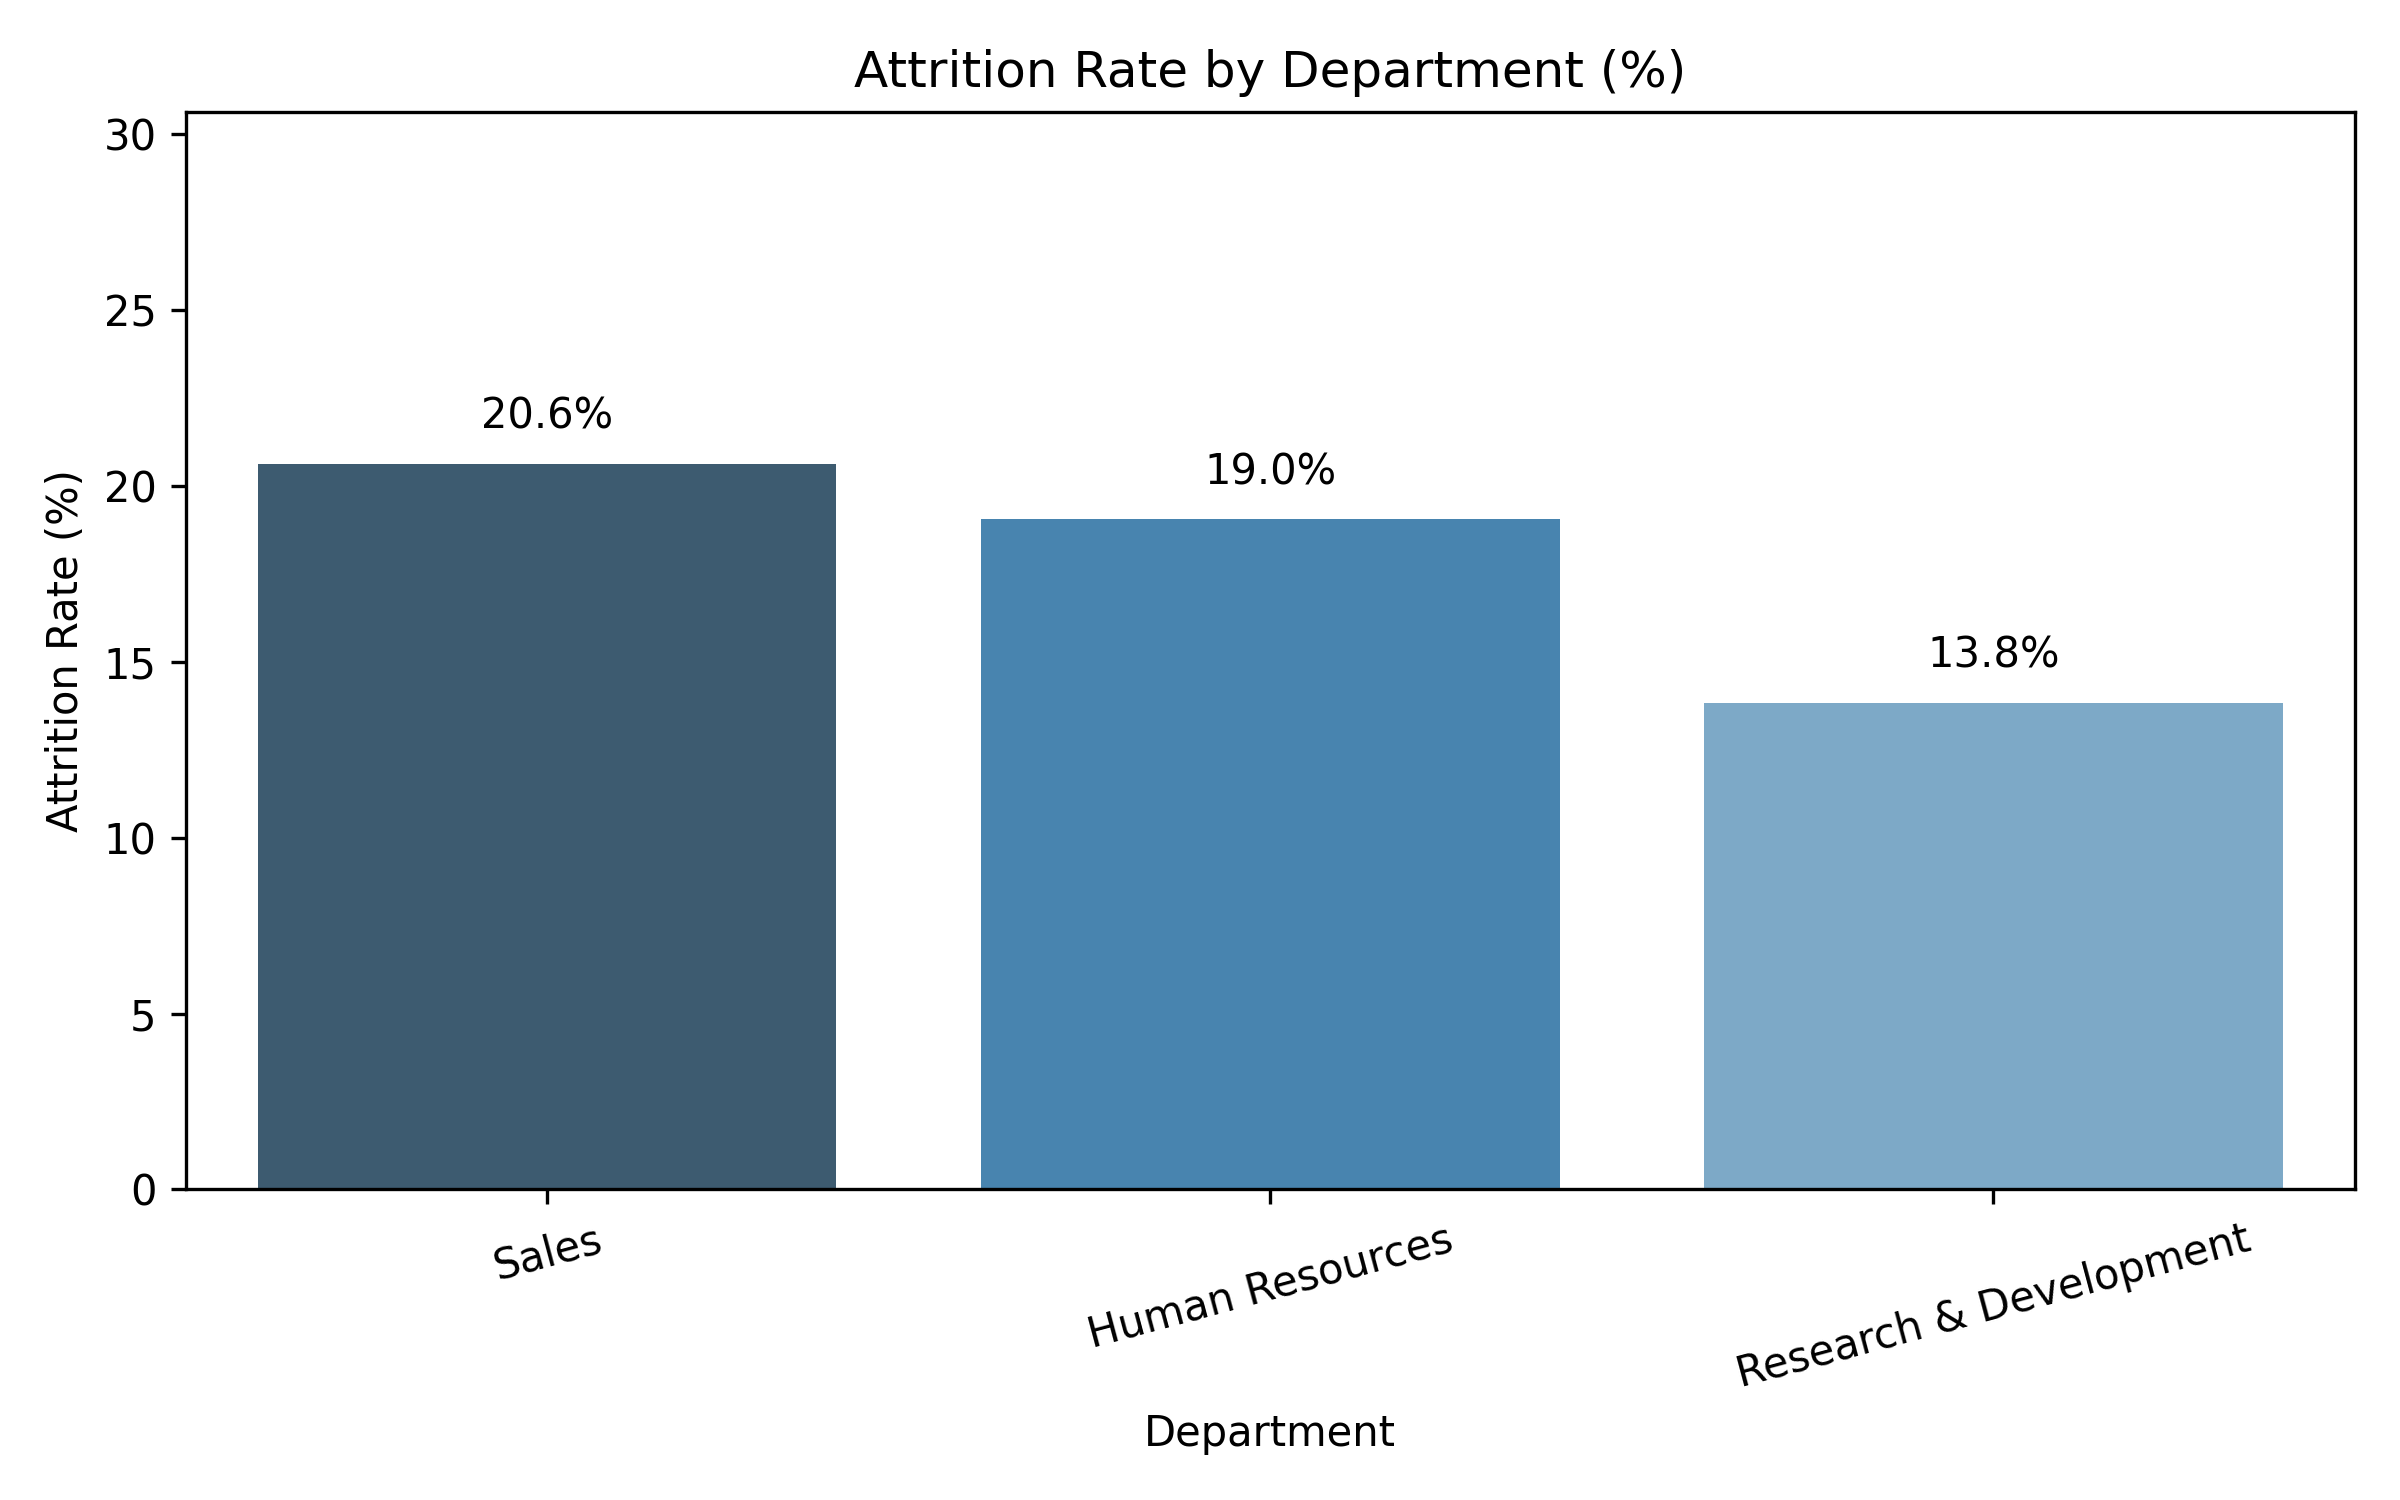 Attrition Rate by Department (%)
Attrition Rate (%)
30
25
20
15
10
5
0
20.6%
19.0%
13.8%
Sales
Human Resources
Research & Development
Department